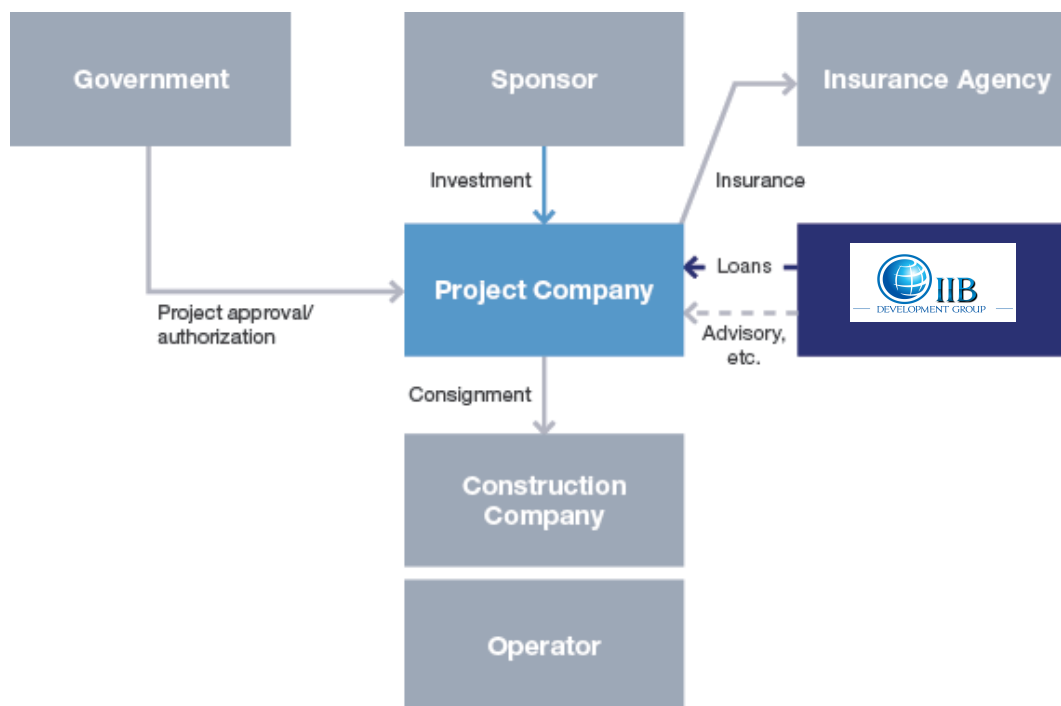 Government
Sponsor
Insurance Agency
Investment
Insurance
Project Company
Loans
IIB
DEVELOPMENT GROUP
Project approval/
authorization
Advisory,
etc.
Consignment
Construction
Company
Operator